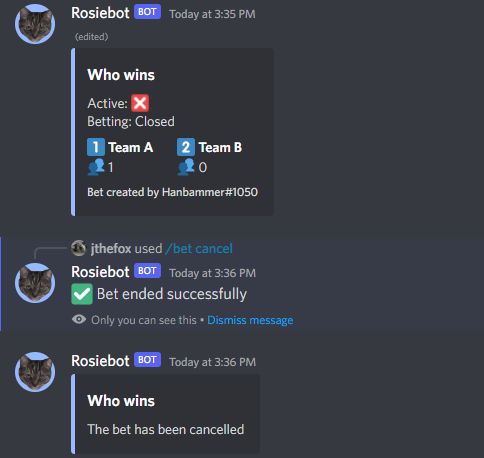 Rosiebot BOT Today at 3:35 PM
(edited)
Who wins
Active: ❌
Betting: Closed
1 Team A 2 Team B
1 0
Bet created by Hanbammer#1050
jthefox used /bet cancel
Rosiebot BOT Today at 3:36 PM
Bet ended successfully
Only you can see this • Dismiss message
Rosiebot BOT Today at 3:36 PM
Who wins
The bet has been cancelled